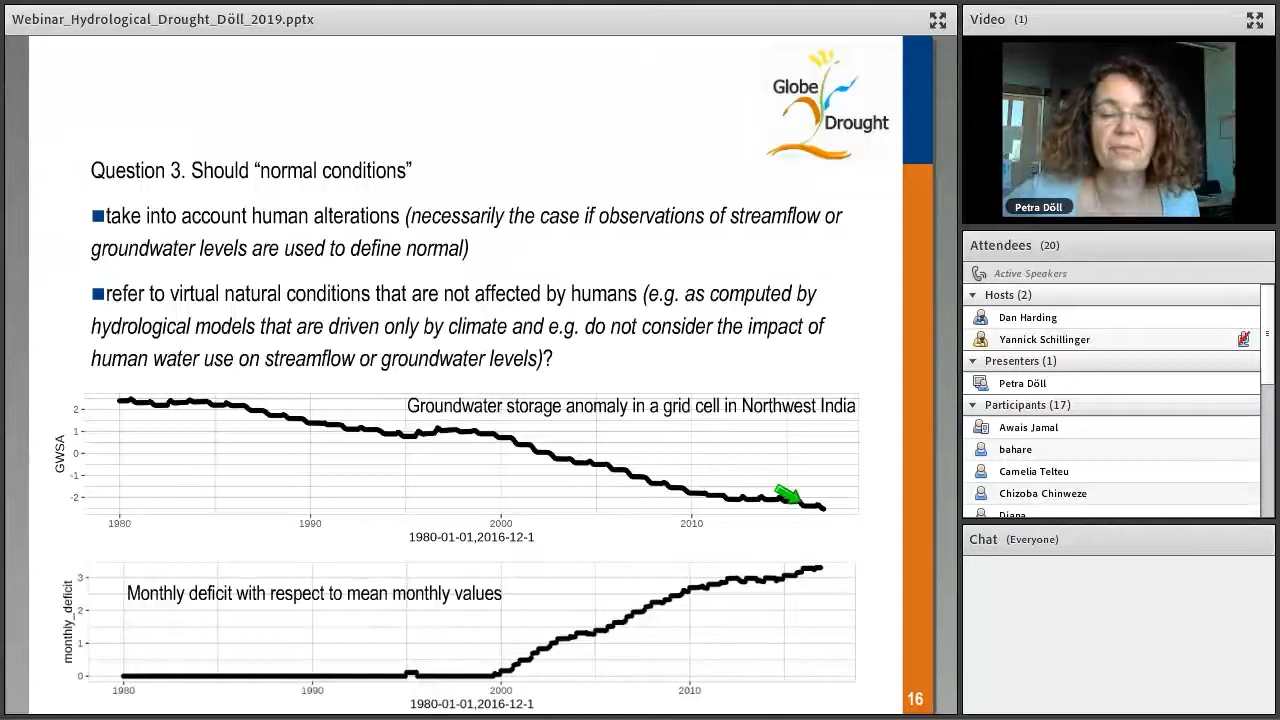 Webinar_Hydrological_Drought_Döll_2019.pptx
Globe
Drought
Question 3. Should “normal conditions”
take into account human alterations (necessarily the case if observations of streamflow or
groundwater levels are used to define normal)
refer to virtual natural conditions that are not affected by humans (e.g. as computed by
hydrological models that are driven only by climate and e.g. do not consider the impact of
human water use on streamflow or groundwater levels)?
Groundwater storage anomaly in a grid cell in Northwest India
GWSA
2
1
0
-1
-2
1980 1990 2000 2010
1980-01-01,2016-12-1
Monthly deficit with respect to mean monthly values
monthly_deficit
3
2
1
0
1980 1990 2000 2010
1980-01-01,2016-12-1
16
Video (1)
Petra Döll
Attendees (20)
Active Speakers
Hosts (2)
Dan Harding
Yannick Schillinger
Presenters (1)
Petra Döll
Participants (17)
Awais Jamal
bahare
Camelia Telteu
Chizoba Chinweze
Diana
Chat (Everyone)